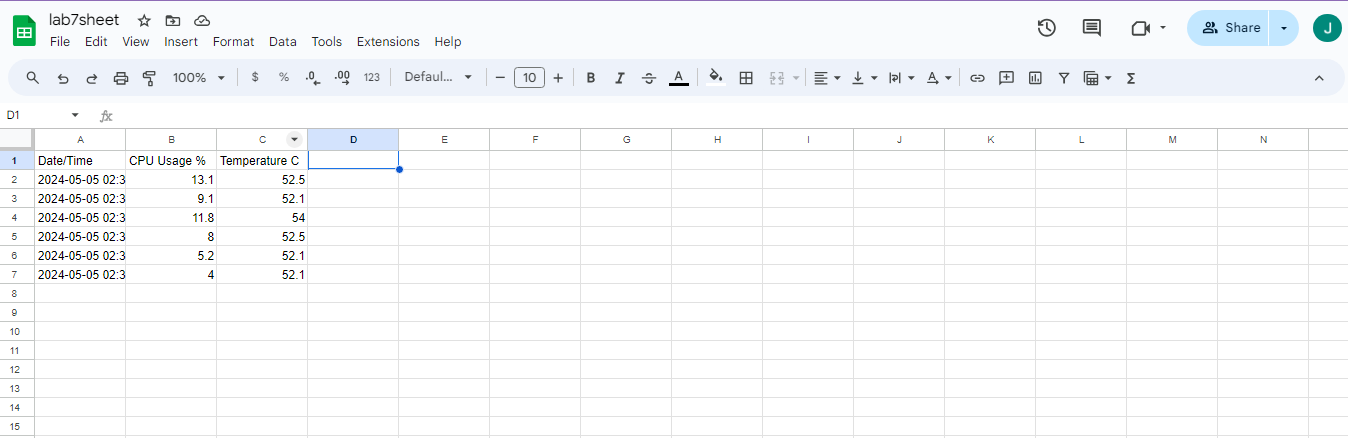 lab7sheet
File Edit View Insert Format Data Tools Extensions Help
Share
J
100% $ % .0 .00 123 Defaul... 10 B I S A A Σ
D1 fx
A B C D E F G H I J K L M N
1 Date/Time CPU Usage % Temperature C
2 2024-05-05 02:3 13.1 52.5
3 2024-05-05 02:3 9.1 52.1
4 2024-05-05 02:3 11.8 54
5 2024-05-05 02:3 8 52.5
6 2024-05-05 02:3 5.2 52.1
7 2024-05-05 02:3 4 52.1
8
9
10
11
12
13
14
15